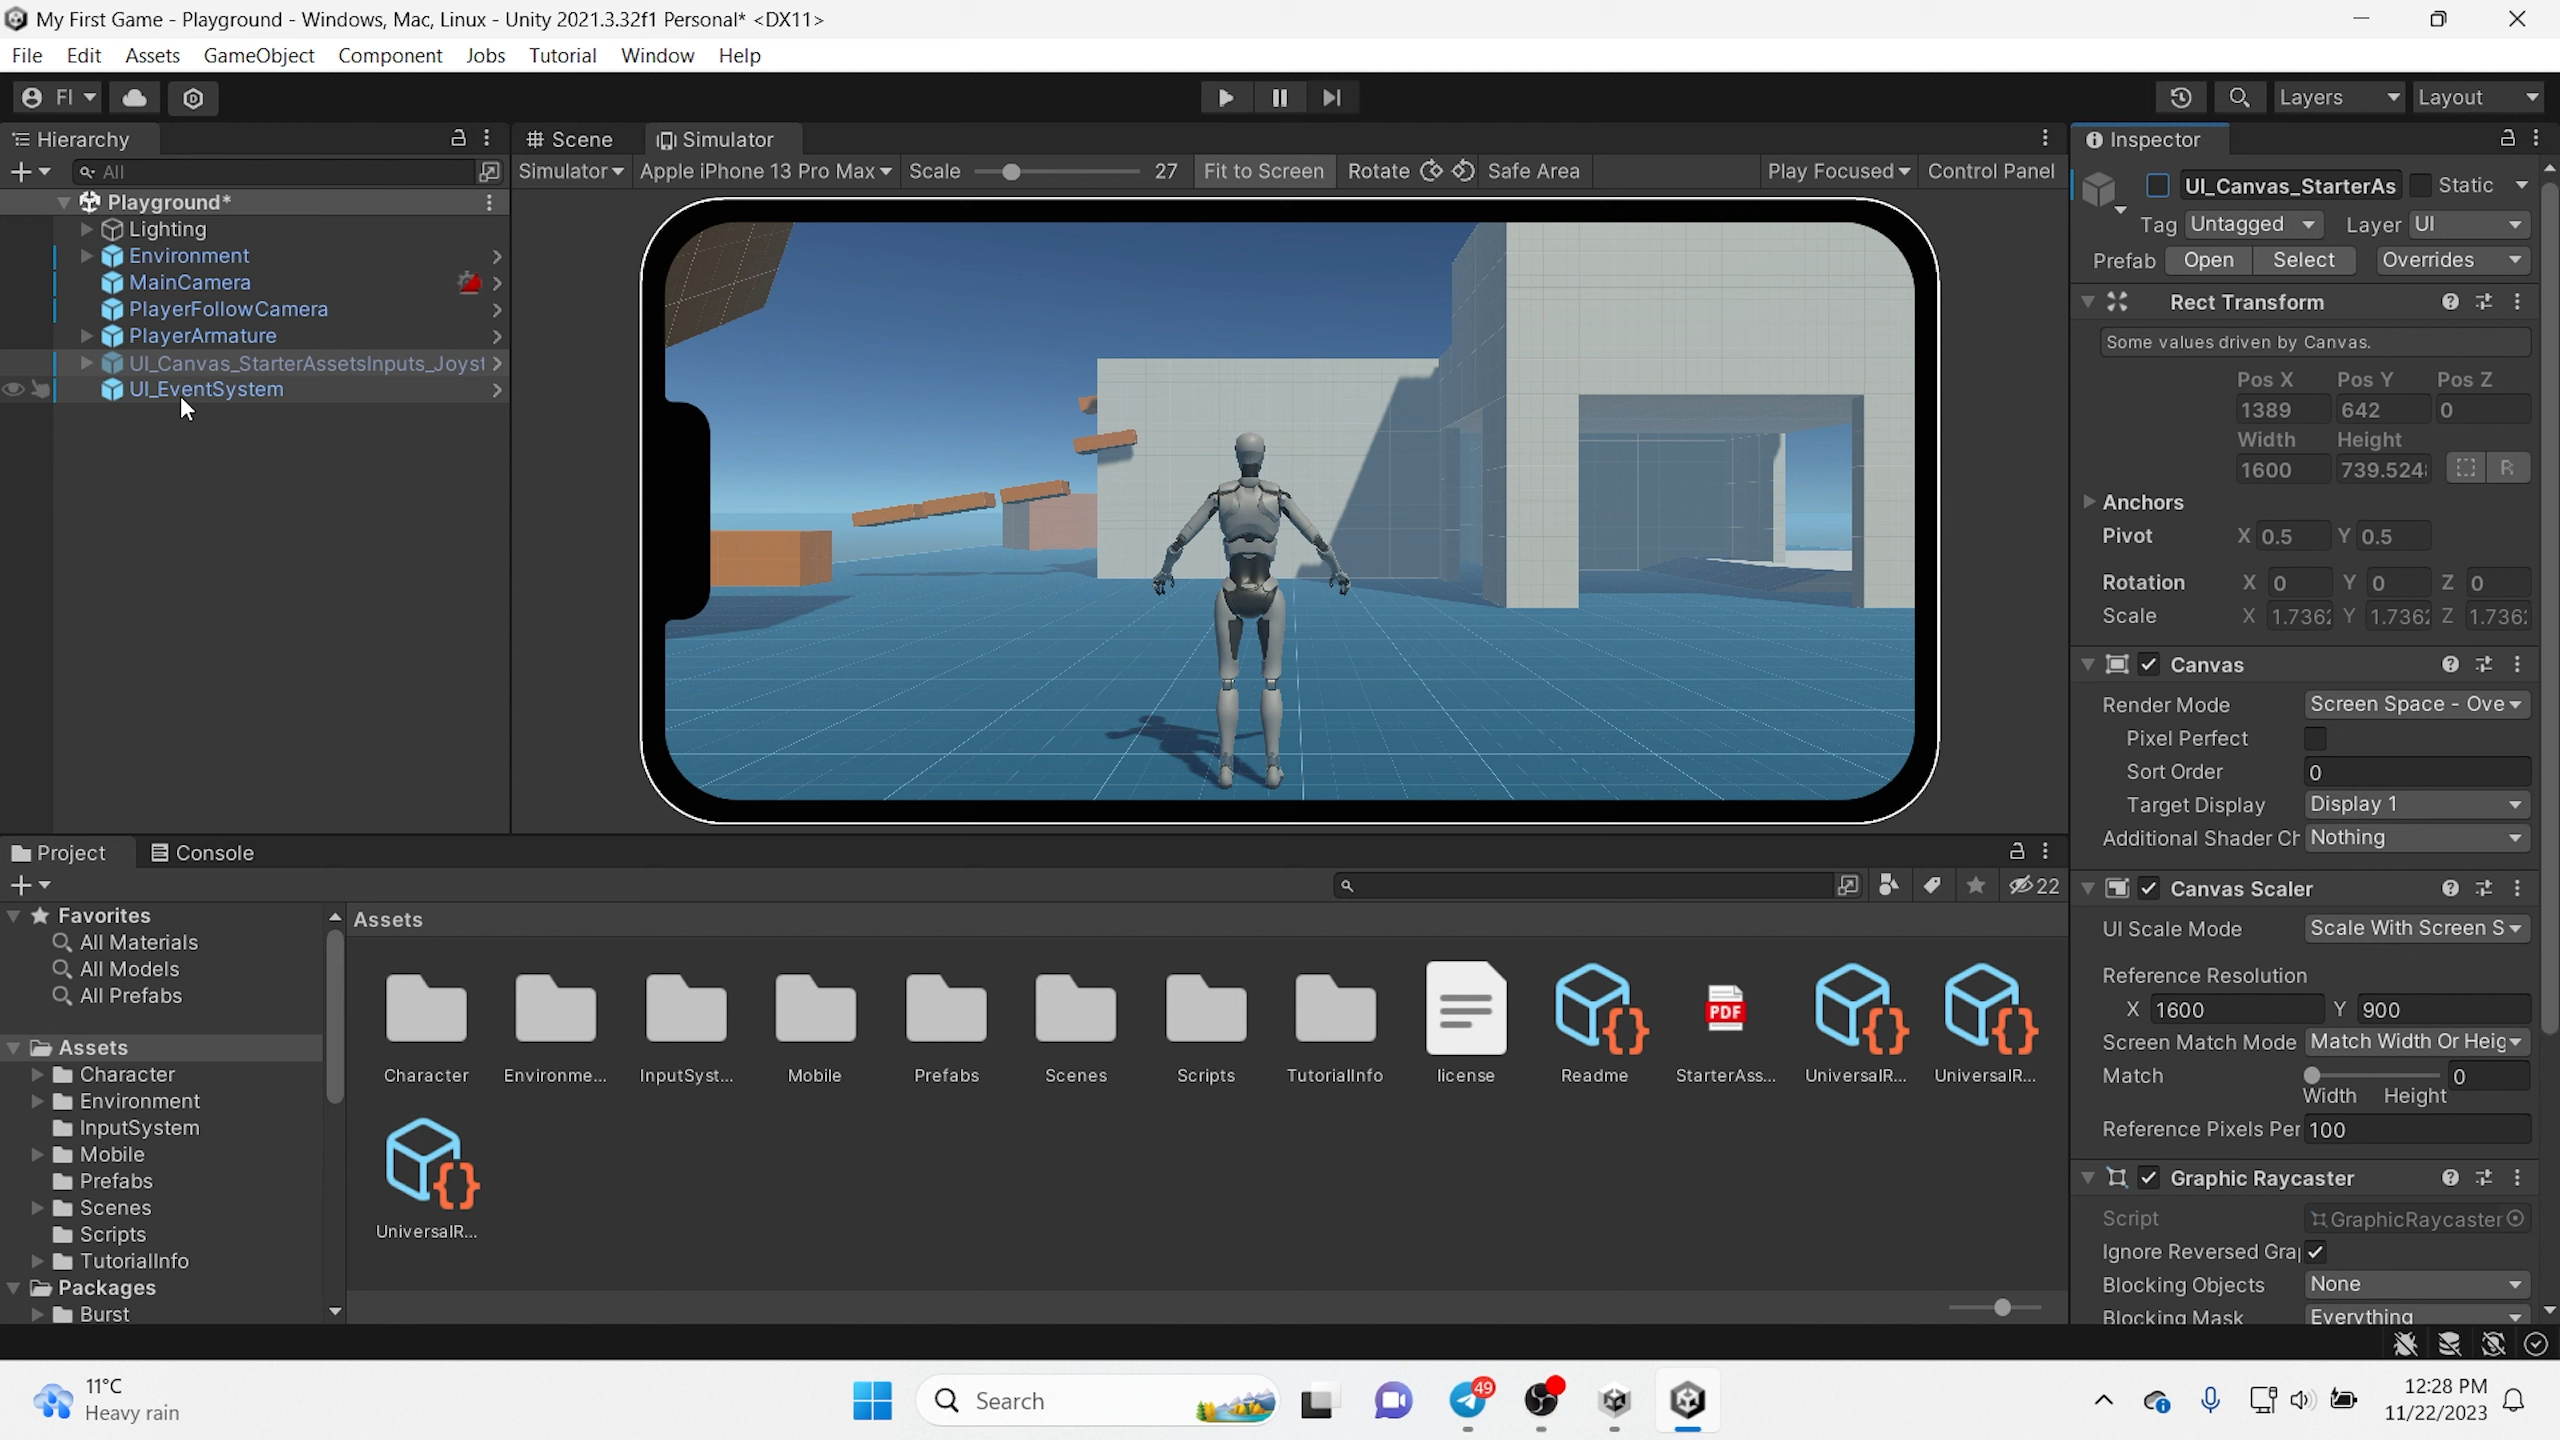 My First Game - Playground - Windows, Mac, Linux - Unity 2021.3.32f1 Personal* <DX11>
File Edit Assets GameObject Component Jobs Tutorial Window Help
FI Layers Layout
Hierarchy
All
Playground*
Lighting
Environment
MainCamera
PlayerFollowCamera
PlayerArmature
UI_Canvas_StarterAssetsInputs_Joyst
UI_EventSystem
Scene Simulator
Simulator Apple iPhone 13 Pro Max Scale 27 Fit to Screen Rotate Safe Area Play Focused Control Panel
Inspector
UI_Canvas_StarterAs Static
Tag Untagged Layer UI
Prefab Open Select Overrides
Rect Transform
Some values driven by Canvas.
Pos X Pos Y Pos Z
1389 642 0
Width Height
1600 739.524 R
Anchors
Pivot X 0.5 Y 0.5
Rotation X 0 Y 0 Z 0
Scale X 1.736 Y 1.736 Z 1.736
Canvas
Render Mode Screen Space - Ove
Pixel Perfect
Sort Order 0
Target Display Display 1
Additional Shader Ch Nothing
Canvas Scaler
UI Scale Mode Scale With Screen S
Reference Resolution
X 1600 Y 900
Screen Match Mode Match Width Or Heig
Match 0
Width Height
Reference Pixels Per 100
Graphic Raycaster
Script GraphicRaycaster
Ignore Reversed Gra
Blocking Objects None
Blocking Mask Everything
Project Console
22
Favorites
All Materials
All Models
All Prefabs
Assets
Character
Environment
InputSystem
Mobile
Prefabs
Scenes
Scripts
TutorialInfo
Packages
Burst
Assets
Character Environme... InputSyst... Mobile Prefabs Scenes Scripts TutorialInfo license Readme PDF StarterAss... UniversalR... UniversalR...
UniversalR...
11°C
Heavy rain
Search
49
12:28 PM
11/22/2023